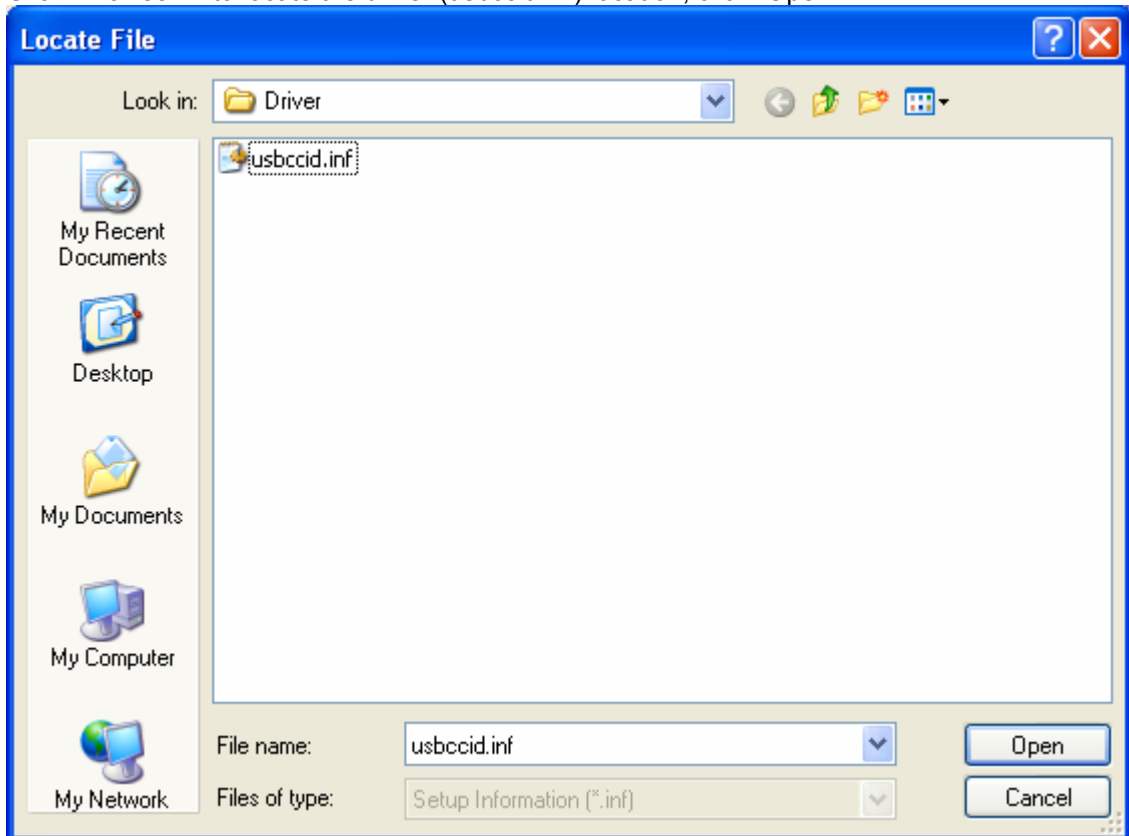 Locate File
Look in:
Driver
usbccid.inf
My Recent
Documents
Desktop
My Documents
My Computer
My Network
File name:
usbccid.inf
Open
Files of type:
Setup Information (*.inf)
Cancel